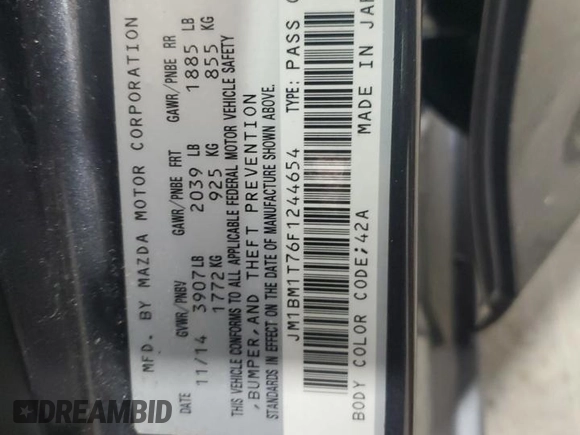 MFD. BY MAZDA MOTOR CORPORATION
GVWR/PNBV GAWR/PNBE FRT GAWR/PNBE RR
DATE
11/14 3907LB 2039 LB 1885 LB
1772KG 925 KG 855 KG
THIS VEHICLE CONFORMS TO ALL APPLICABLE FEDERAL MOTOR VEHICLE SAFETY
,BUMPER,AND THEFT PREVENTION
STANDARDS IN EFFECT ON THE DATE OF MANUFACTURE SHOWN ABOVE.
JM1BM1T76F1244654 TYPE: PASS
BODY COLOR CODE:42A MADE IN JAP
DREAMBID